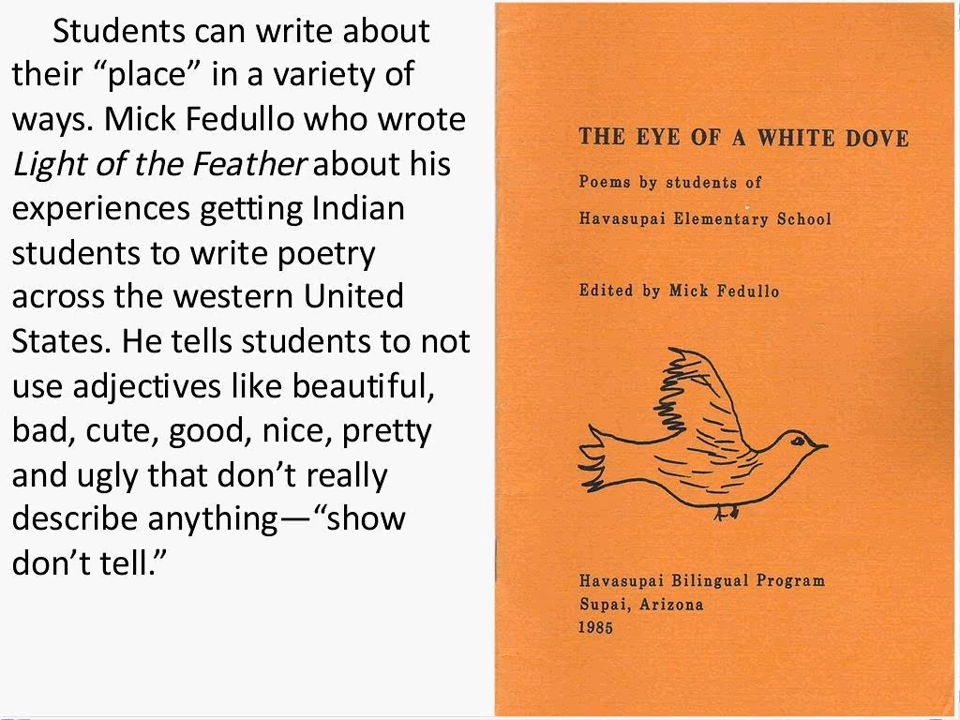 Students can write about
their “place” in a variety of
ways. Mick Fedullo who wrote
Light of the Feather about his
experiences getting Indian
students to write poetry
across the western United
States. He tells students to not
use adjectives like beautiful,
bad, cute, good, nice, pretty
and ugly that don’t really
describe anything—“show
don’t tell.”
THE EYE OF A WHITE DOVE
Poems by students of
Havasupai Elementary School
Edited by Mick Fedullo
Havasupai Bilingual Program
Supai, Arizona
1985